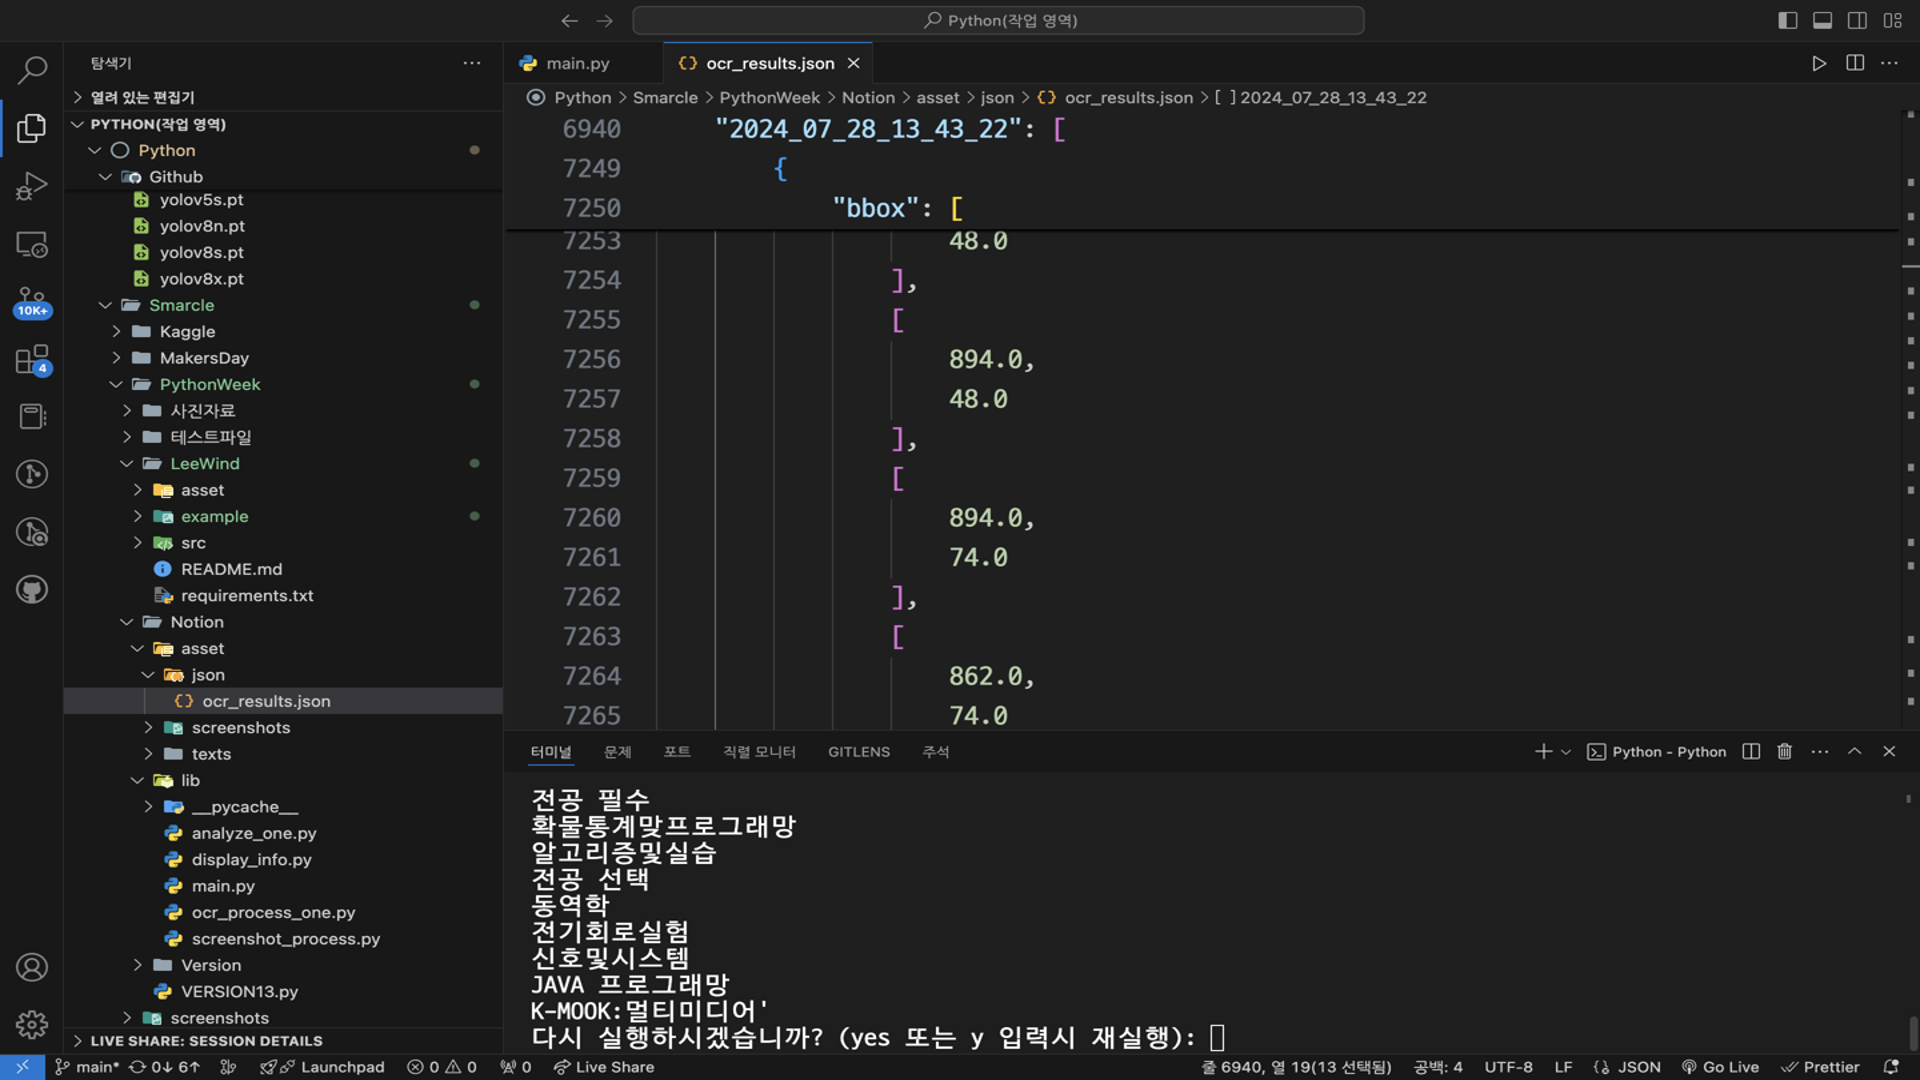 Python(작업 영역)
탐색기
main.py
ocr_results.json
열려 있는 편집기
Python > Smarcle > PythonWeek > Notion > asset > json > {} ocr_results.json > [ ] 2024_07_28_13_43_22
PYTHON(작업 영역)
Python
Github
yolov5s.pt
yolov8n.pt
yolov8s.pt
yolov8x.pt
Smarcle
Kaggle
MakersDay
PythonWeek
사진자료
테스트파일
LeeWind
asset
example
src
README.md
requirements.txt
Notion
asset
json
{} ocr_results.json
screenshots
texts
lib
__pycache__
analyze_one.py
display_info.py
main.py
ocr_process_one.py
screenshot_process.py
Version
VERSION13.py
screenshots
LIVE SHARE: SESSION DETAILS
10K+
4
6940 "2024_07_28_13_43_22": [
7249 {
7250 "bbox": [
7253 48.0
7254 ],
7255 [
7256 894.0,
7257 48.0
7258 ],
7259 [
7260 894.0,
7261 74.0
7262 ],
7263 [
7264 862.0,
7265 74.0
터미널 문제 포트 직렬 모니터 GITLENS 주석
Python - Python
전공 필수
확물통계맟프로그래망
알고리증및실습
전공 선택
동역학
전기회로실험
신호및시스템
JAVA 프로그래망
K-MOOK:멀티미디어'
다시 실행하시겠습니까? (yes 또는 y 입력시 재실행):
main* 0↓ 6↑ Launchpad 0 0 0 Live Share
줄 6940, 열 19(13 선택됨) 공백: 4 UTF-8 LF {} JSON Go Live Prettier